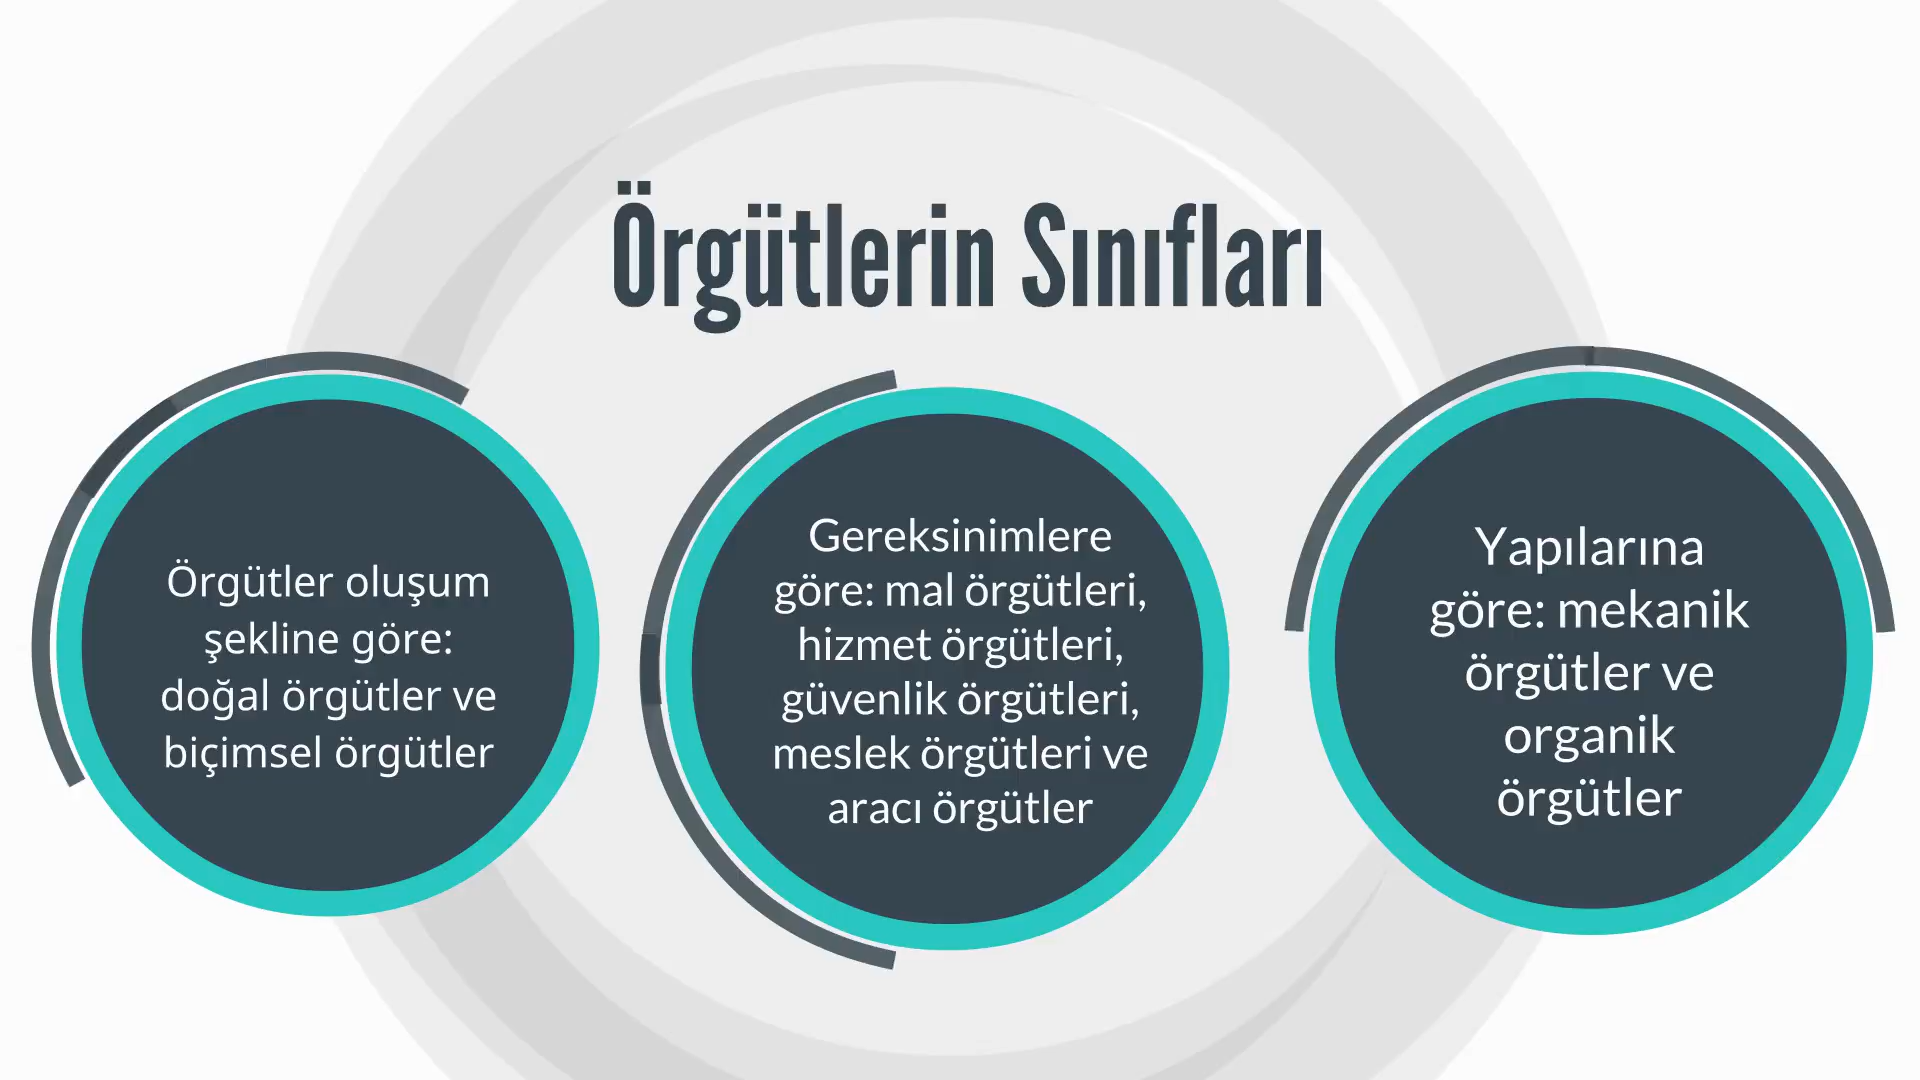 Örgütlerin Sınıfları
Örgütler oluşum
şekline göre:
doğal örgütler ve
biçimsel örgütler
Gereksinimlere
göre: mal örgütleri,
hizmet örgütleri,
güvenlik örgütleri,
meslek örgütleri ve
aracı örgütler
Yapılarına
göre: mekanik
örgütler ve
organik
örgütler